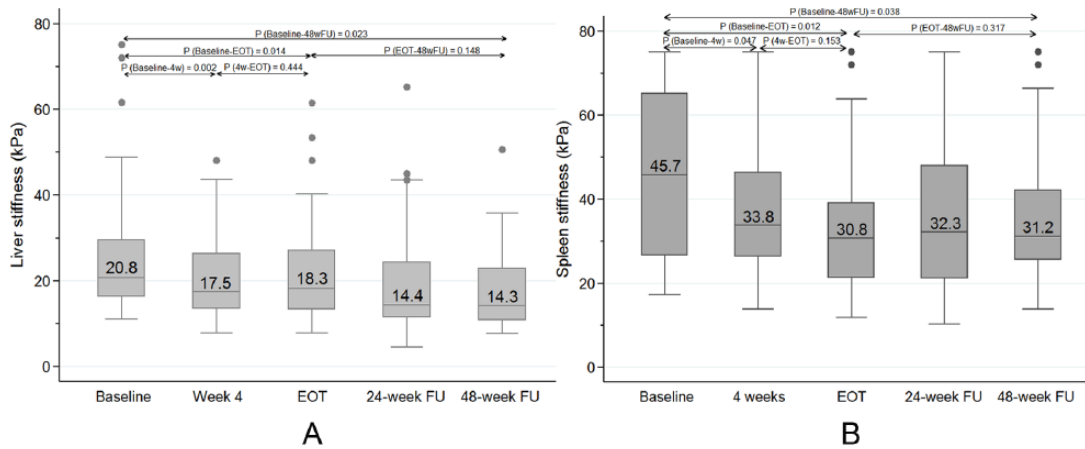 P (Baseline-48wFU) = 0.023
P (Baseline-EOT) = 0.014
P (EOT-48wFU) = 0.148
P (Baseline-4w) = 0.002
P (4w-EOT) = 0.444
Liver stiffness (kPa)
80
60
40
20
0
20.8
17.5
18.3
14.4
14.3
Baseline
Week 4
EOT
24-week FU
48-week FU
A
P (Baseline-48wFU) = 0.038
P (Baseline-EOT) = 0.012
P (EOT-48wFU) = 0.317
P (Baseline-4w) = 0.047
P (4w-EOT) = 0.153
Spleen stiffness (kPa)
80
60
40
20
0
45.7
33.8
30.8
32.3
31.2
Baseline
4 weeks
EOT
24-week FU
48-week FU
B